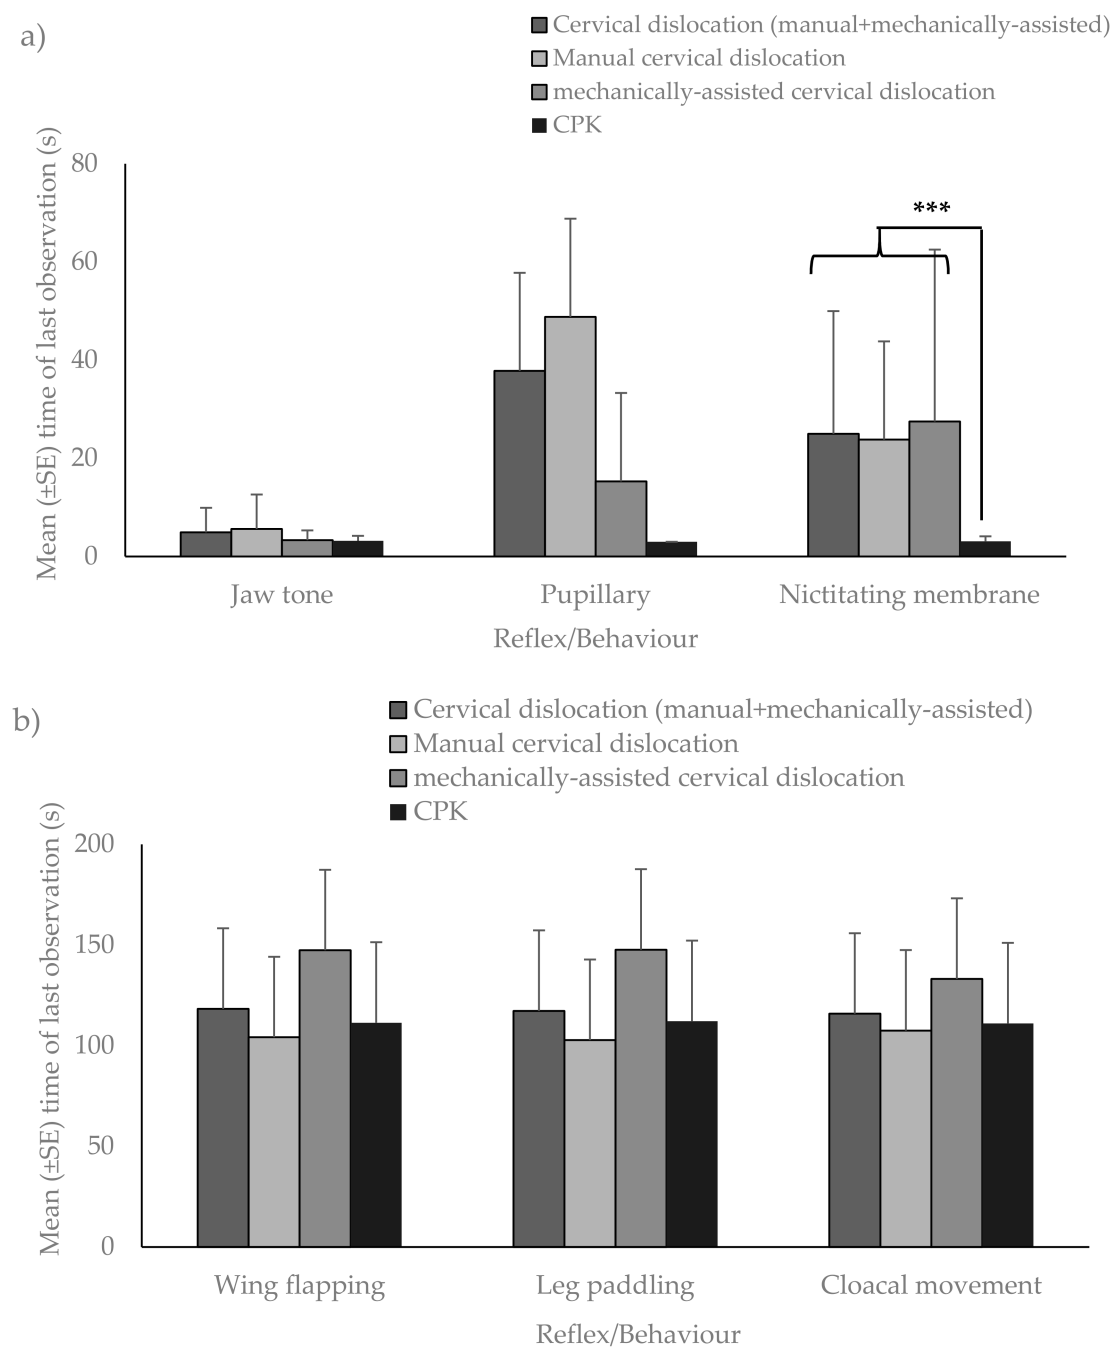 a)
Cervical dislocation (manual+mechanically-assisted)
Manual cervical dislocation
mechanically-assisted cervical dislocation
CPK
Mean (±SE) time of last observation (s)
80
60
40
20
0
***
Jaw tone
Pupillary
Nictitating membrane
Reflex/Behaviour
b)
Cervical dislocation (manual+mechanically-assisted)
Manual cervical dislocation
mechanically-assisted cervical dislocation
CPK
Mean (±SE) time of last observation (s)
200
150
100
50
0
Wing flapping
Leg paddling
Cloacal movement
Reflex/Behaviour